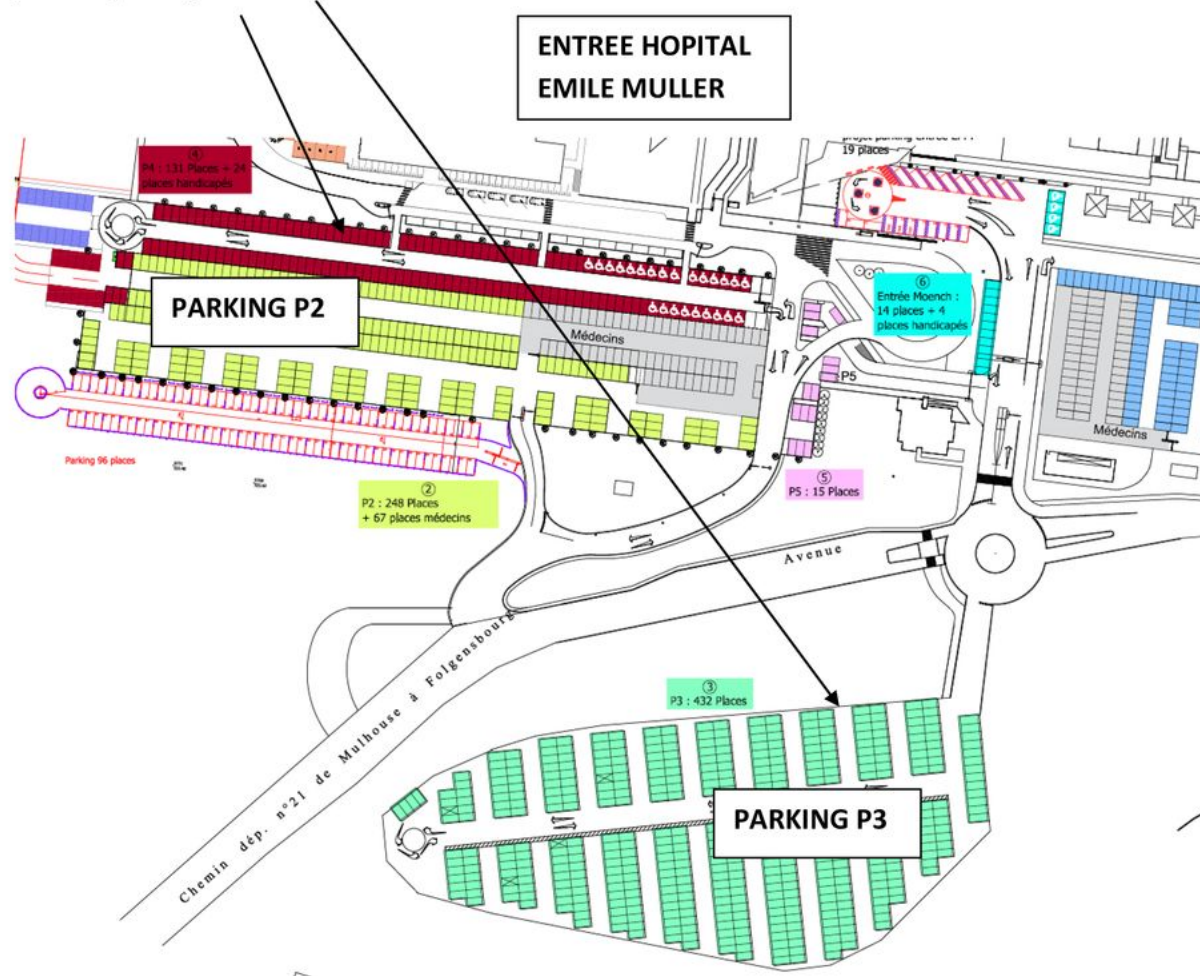 ENTREE HOPITAL
EMILE MULLER
19 places
④
P4 : 131 Places + 24
places handicapés
PARKING P2
Médecins
⑥
Entrée Moench :
14 places + 4
places handicapés
P5
Médecins
Parking 96 places
②
P2 : 248 Places
+ 67 places médecins
⑤
P5 : 15 Places
Avenue
Chemin dép. n°21 de Mulhouse à Folgensbourg
③
P3 : 432 Places
PARKING P3